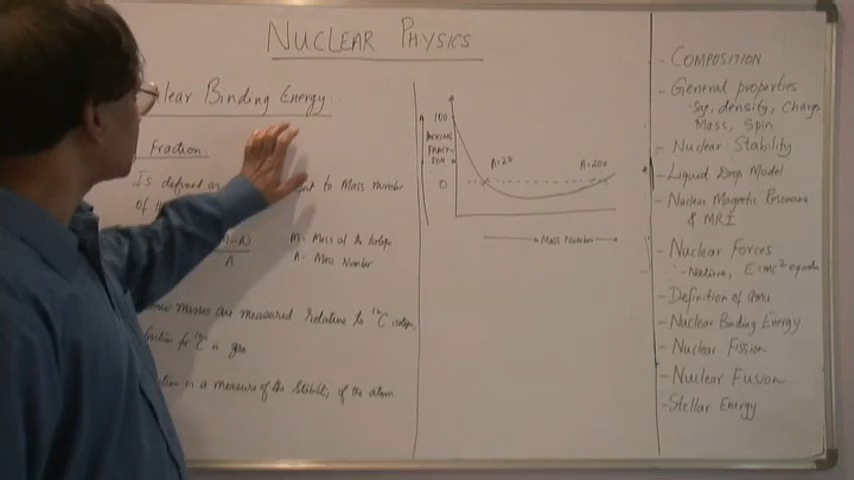 NUCLEAR PHYSICS
lear Binding Energy
Fraction
Is defined as to Mass number
of
M-A)
A
M= Mass of the Isotope
A= Mass Number
masses are measured relative to ¹²C isotope
fraction for ¹²C is zero
is a measure of the Stability of the atom
100
PACKING
FRACT-
ION
0
A=20
A=200
Mass Number
- COMPOSITION
- General properties
- Size, density, Charge
Mass, Spin
- Nuclear Stability
- Liquid Drop Model
- Nuclear Magnetic Resonance
& MRI
- Nuclear Forces
- Nature, E=mc² equation
- Definition of amu
- Nuclear Binding Energy
- Nuclear Fission
- Nuclear Fusion
- Stellar Energy